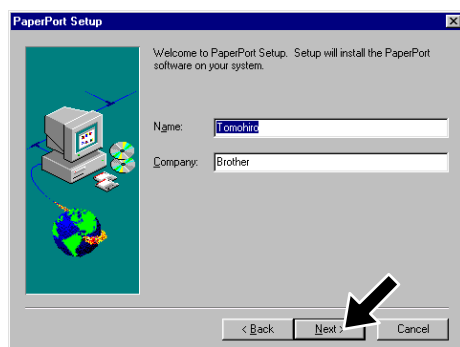 PaperPort Setup
Welcome to PaperPort Setup. Setup will install the PaperPort
software on your system.
Name: Tomohiro
Company: Brother
< Back Next > Cancel